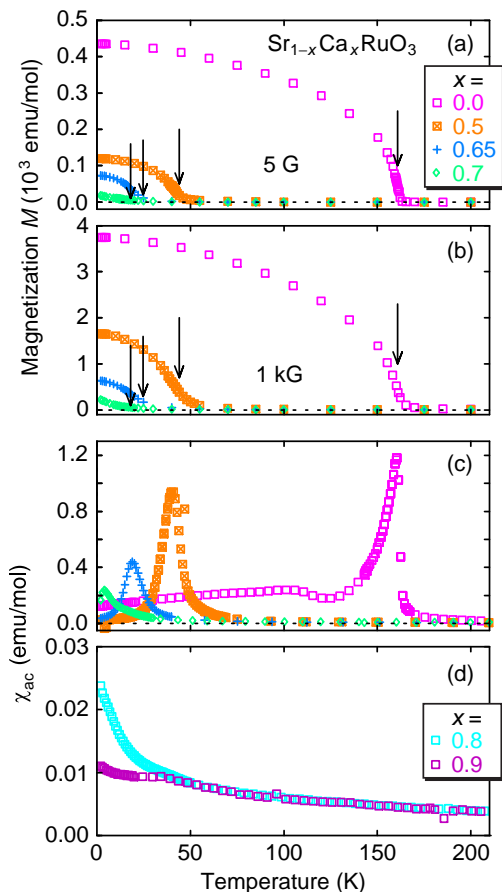 0.5
Sr1-xCaxRuO3
(a)
0.4
x =
0.3
0.0
0.5
0.2
0.65
0.7
0.1
5 G
0.0
Magnetization M (10³ emu/mol)
4
(b)
3
2
1
1 kG
0
1.2
(c)
0.8
0.4
0.0
χac (emu/mol)
0.03
(d)
x =
0.02
0.8
0.9
0.01
0.00
0 50 100 150 200
Temperature (K)